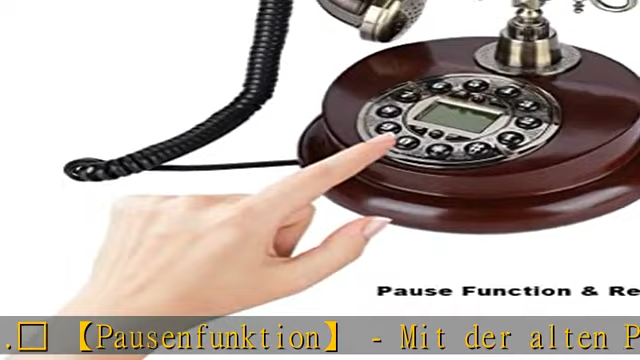 Pause Function & Re
.□ 【Pausenfunktion】 - Mit der alten P